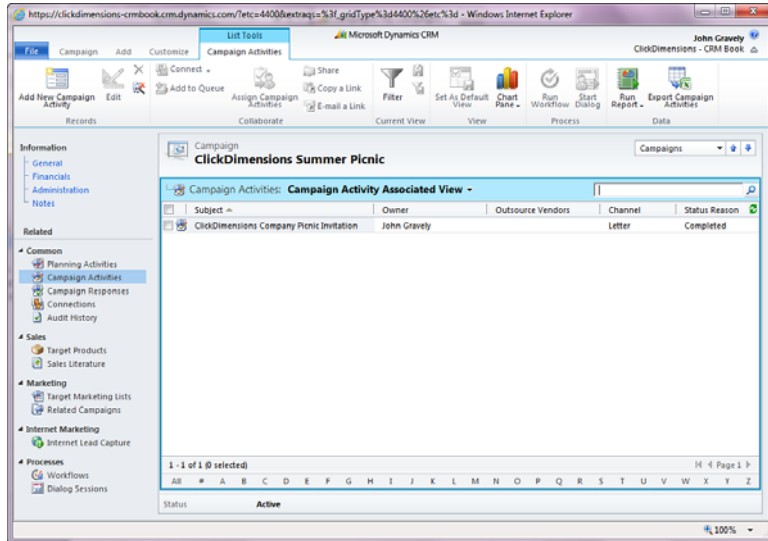 https://clickdimensions-crmbook.crm.dynamics.com/?etc=4400&extraqs=%3f_gridType%3d4400%26etc%3d - Windows Internet Explorer
List Tools
Microsoft Dynamics CRM
John Gravely
ClickDimensions - CRM Book
File Campaign Add Customize Campaign Activities
Add New Campaign Activity
Edit
Records
Connect
Add to Queue
Assign Campaign Activities
Share
Copy a Link
E-mail a Link
Collaborate
Filter
Current View
Set As Default View
Chart Pane
View
Run Workflow
Start Dialog
Process
Run Report
Export Campaign Activities
Data
Information
General
Financials
Administration
Notes
Related
Common
Planning Activities
Campaign Activities
Campaign Responses
Connections
Audit History
Sales
Target Products
Sales Literature
Marketing
Target Marketing Lists
Related Campaigns
Internet Marketing
Internet Lead Capture
Processes
Workflows
Dialog Sessions
Campaign
ClickDimensions Summer Picnic
Campaigns
Campaign Activities: Campaign Activity Associated View
Subject Owner Outsource Vendors Channel Status Reason
ClickDimensions Company Picnic Invitation John Gravely Letter Completed
1 - 1 of 1 (0 selected) Page 1
All # A B C D E F G H I J K L M N O P Q R S T U V W X Y Z
Status Active
100%